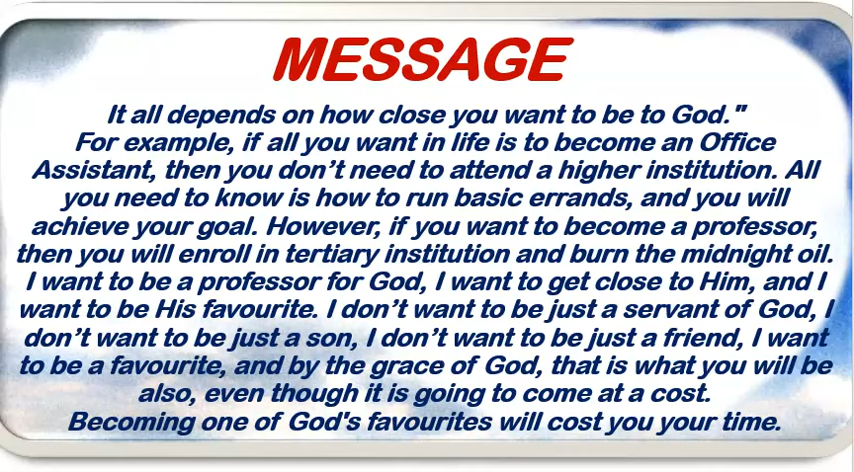 MESSAGE
It all depends on how close you want to be to God."
For example, if all you want in life is to become an Office
Assistant, then you don’t need to attend a higher institution. All
you need to know is how to run basic errands, and you will
achieve your goal. However, if you want to become a professor,
then you will enroll in tertiary institution and burn the midnight oil.
I want to be a professor for God, I want to get close to Him, and I
want to be His favourite. I don’t want to be just a servant of God, I
don’t want to be just a son, I don’t want to be just a friend, I want
to be a favourite, and by the grace of God, that is what you will be
also, even though it is going to come at a cost.
Becoming one of God's favourites will cost you your time.